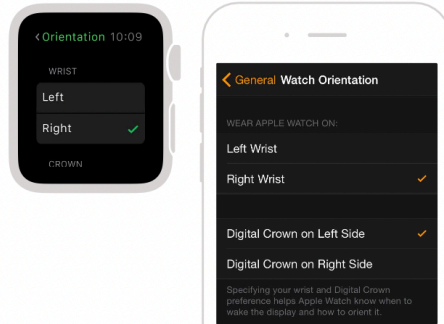 Orientation 10:09
WRIST
Left
Right
CROWN
General Watch Orientation
WEAR APPLE WATCH ON:
Left Wrist
Right Wrist
Digital Crown on Left Side
Digital Crown on Right Side
Specifying your wrist and Digital Crown
preference helps Apple Watch know when to
wake the display and how to orient it.